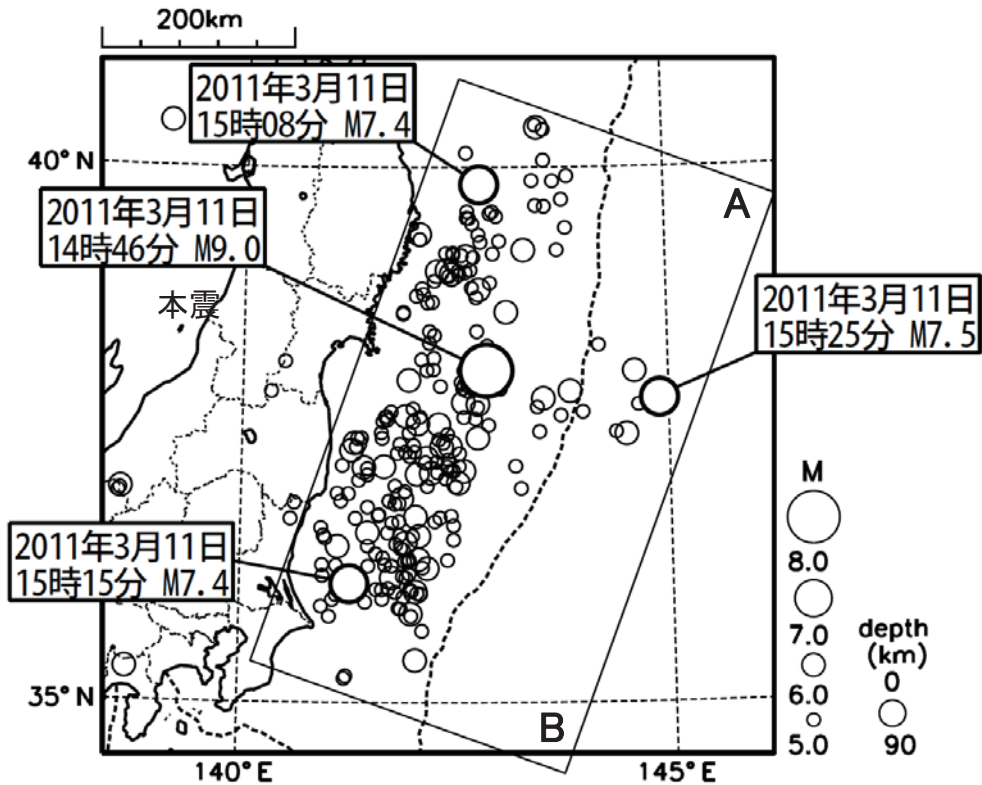 200km
2011年3月11日
15時08分 M7.4
40°N
A
2011年3月11日
14時46分 M9.0
本震
2011年3月11日
15時25分 M7.5
M
8.0
2011年3月11日
15時15分 M7.4
7.0
depth
(km)
0
6.0
35°N
B
5.0
90
140°E
145°E